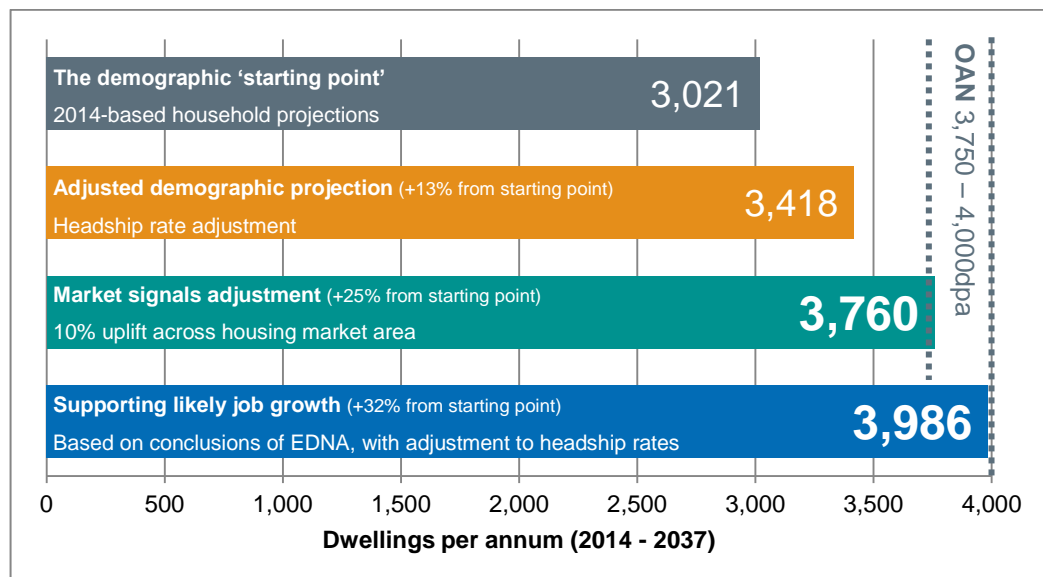 The demographic ‘starting point’
2014-based household projections
3,021
Adjusted demographic projection (+13% from starting point)
Headship rate adjustment
3,418
Market signals adjustment (+25% from starting point)
10% uplift across housing market area
3,760
Supporting likely job growth (+32% from starting point)
Based on conclusions of EDNA, with adjustment to headship rates
3,986
OAN 3,750 – 4,000dpa
0 500 1,000 1,500 2,000 2,500 3,000 3,500 4,000
Dwellings per annum (2014 - 2037)